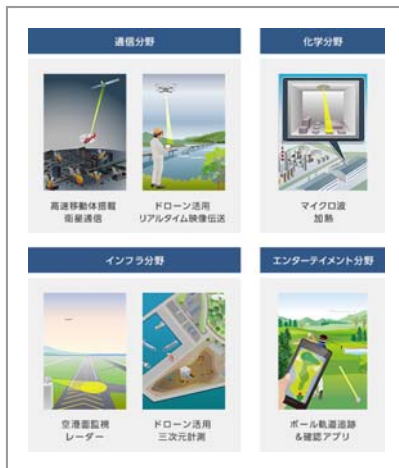 通信分野
化学分野
高速移動体搭載
衛星通信
ドローン活用
リアルタイム映像伝送
マイクロ波
加熱
インフラ分野
エンターテイメント分野
空港面監視
レーダー
ドローン活用
三次元計測
ボール軌道追跡
&確認アプリ